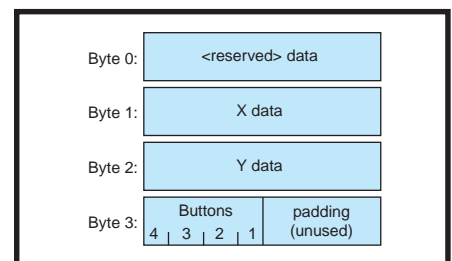 Byte 0: <reserved> data
Byte 1: X data
Byte 2: Y data
Byte 3: Buttons padding
4 3 2 1 (unused)